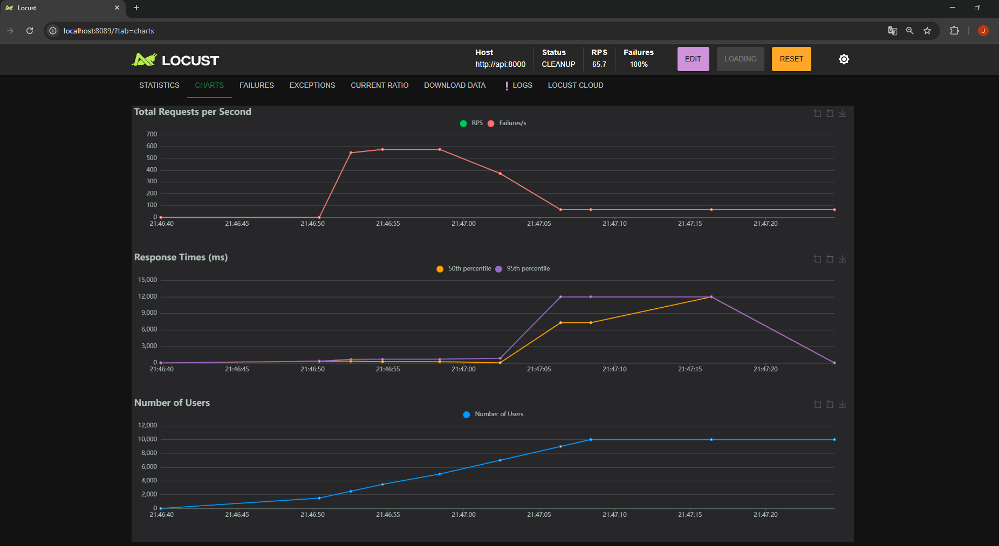 Locust
localhost:8089/?tab=charts
J
LOCUST
Host
http://api:8000
Status
CLEANUP
RPS
65.7
Failures
100%
EDIT
LOADING
RESET
STATISTICS
CHARTS
FAILURES
EXCEPTIONS
CURRENT RATIO
DOWNLOAD DATA
! LOGS
LOCUST CLOUD
Total Requests per Second
RPS Failures/s
700
600
500
400
300
200
100
0
21:46:40 21:46:45 21:46:50 21:46:55 21:47:00 21:47:05 21:47:10 21:47:15 21:47:20
Response Times (ms)
50th percentile 95th percentile
15,000
12,000
9,000
6,000
3,000
0
21:46:40 21:46:45 21:46:50 21:46:55 21:47:00 21:47:05 21:47:10 21:47:15 21:47:20
Number of Users
Number of Users
12,000
10,000
8,000
6,000
4,000
2,000
0
21:46:40 21:46:45 21:46:50 21:46:55 21:47:00 21:47:05 21:47:10 21:47:15 21:47:20